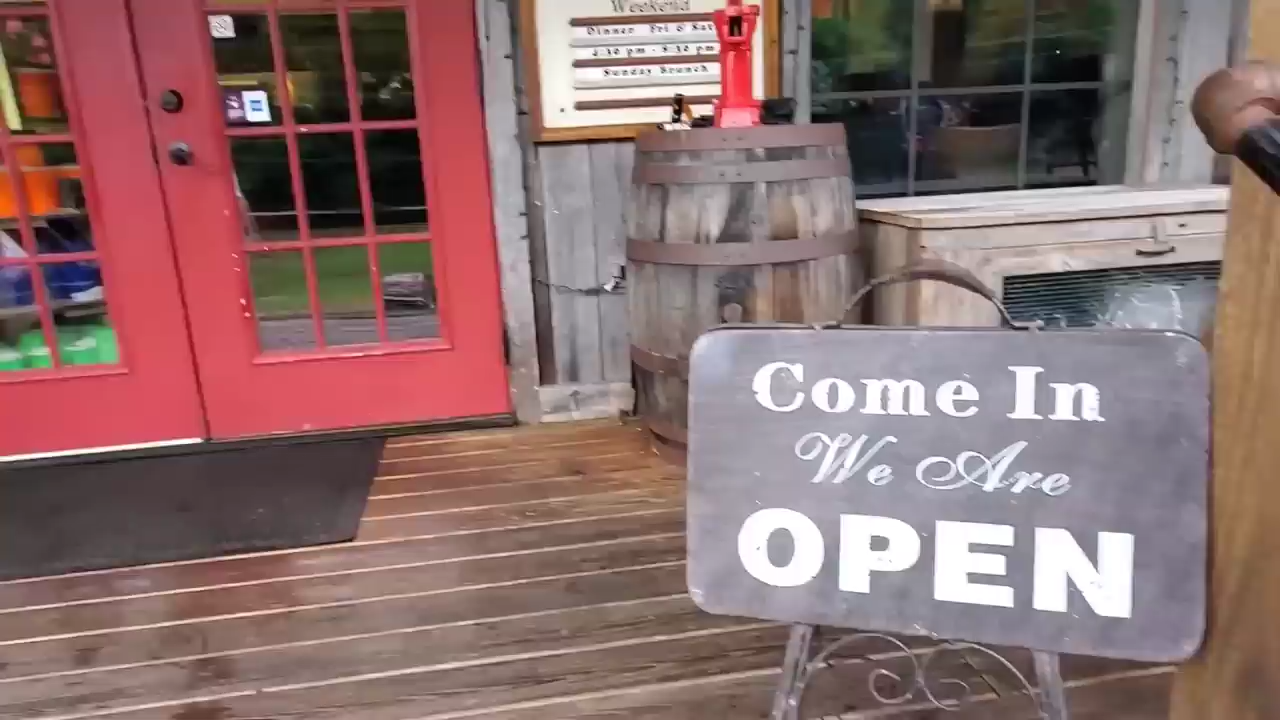 Weekend
Dinner Fri & Sat
4:30 pm - 8:30 pm
Sunday Brunch
Come In
We Are
OPEN